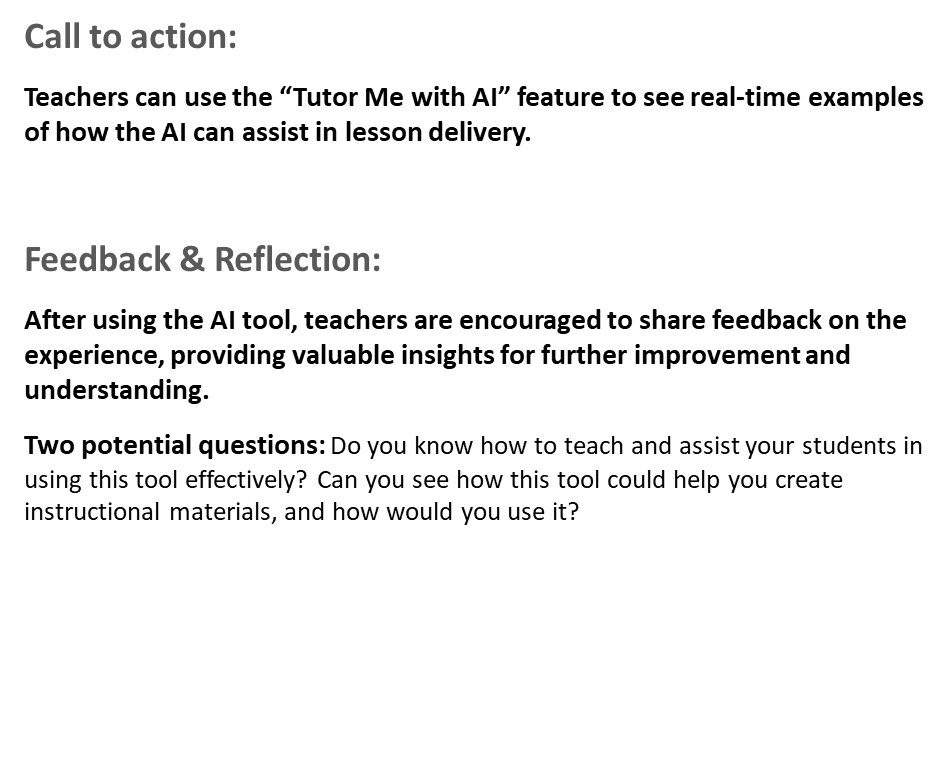 Call to action:
Teachers can use the “Tutor Me with AI” feature to see real-time examples
of how the AI can assist in lesson delivery.
Feedback & Reflection:
After using the AI tool, teachers are encouraged to share feedback on the
experience, providing valuable insights for further improvement and
understanding.
Two potential questions: Do you know how to teach and assist your students in
using this tool effectively? Can you see how this tool could help you create
instructional materials, and how would you use it?